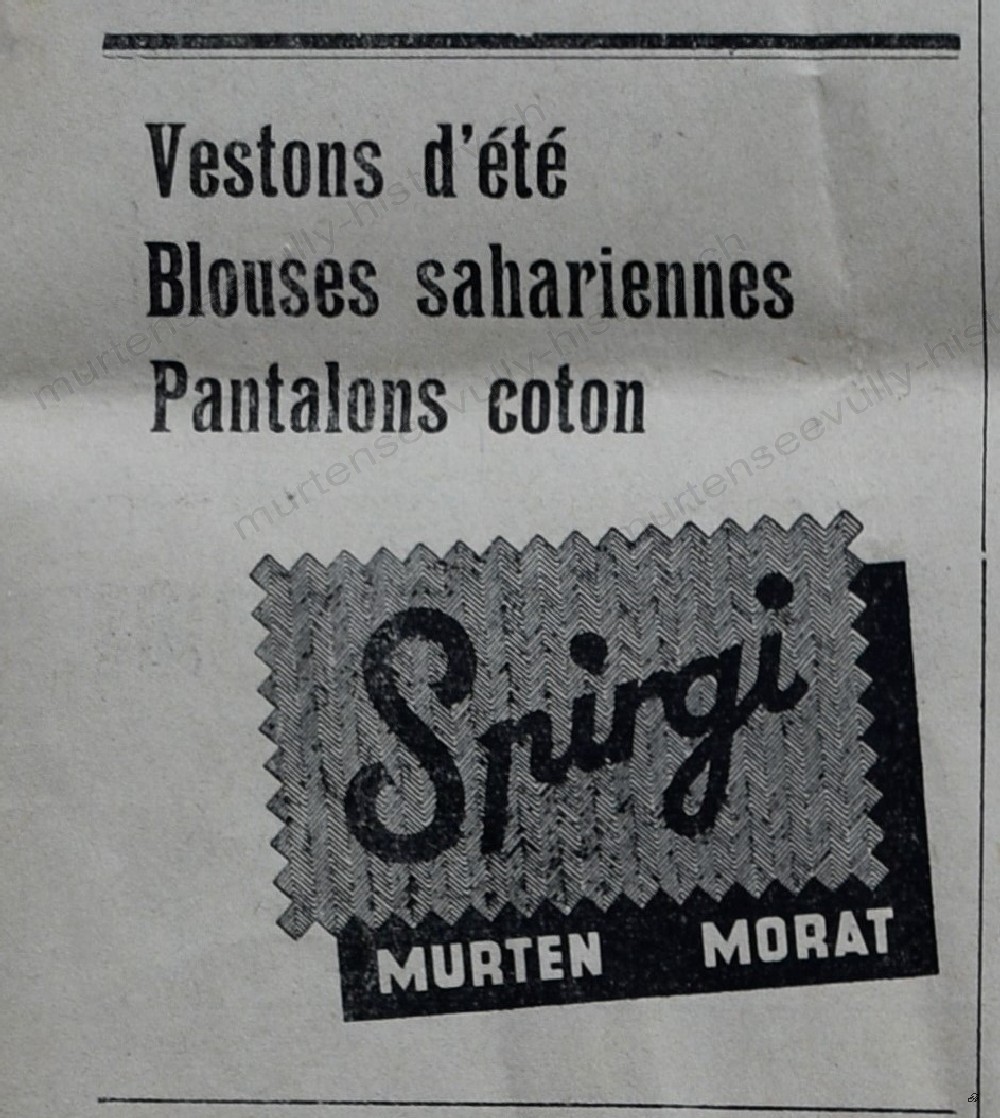 Vestons d'été
Blouses sahariennes
Pantalons coton
Spirgi
MURTEN MORAT